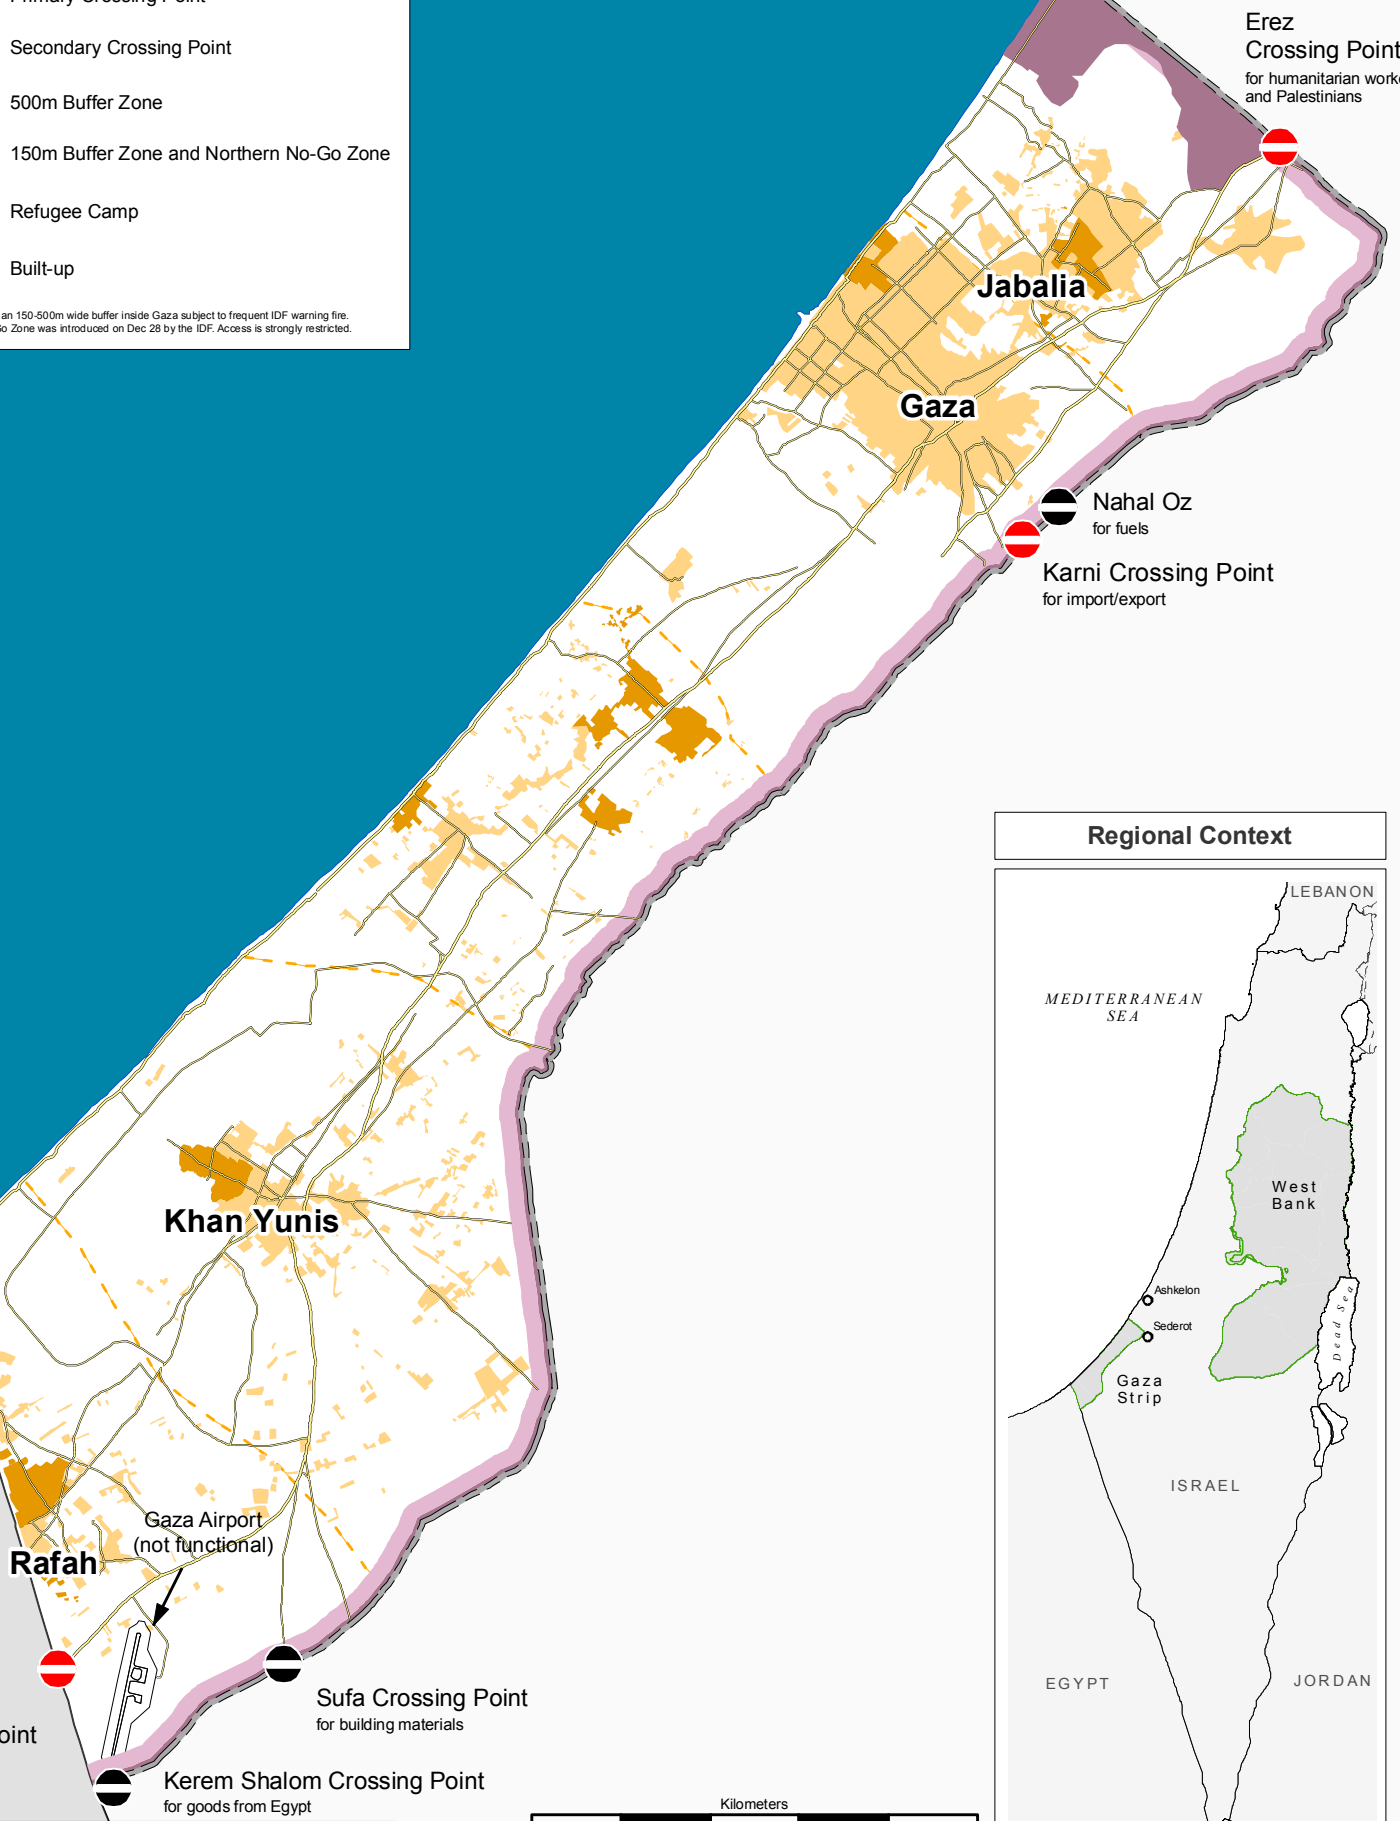 Secondary Crossing Point
500m Buffer Zone
150m Buffer Zone and Northern No-Go Zone
Refugee Camp
Built-up
an 150-500m wide buffer inside Gaza subject to frequent IDF warning fire.
Zone was introduced on Dec 28 by the IDF. Access is strongly restricted.
Erez
Crossing Point
for humanitarian
and Palestinians
Jabalia
Gaza
Nahal Oz
for fuels
Karni Crossing Point
for import/export
Khan Yunis
Gaza Airport
(not functional)
Rafah
Sufa Crossing Point
for building materials
Kerem Shalom Crossing Point
for goods from Egypt
Kilometers
Regional Context
LEBANON
MEDITERRANEAN
SEA
West
Bank
Ashkelon
Sederot
Dead Sea
Gaza
Strip
ISRAEL
EGYPT
JORDAN